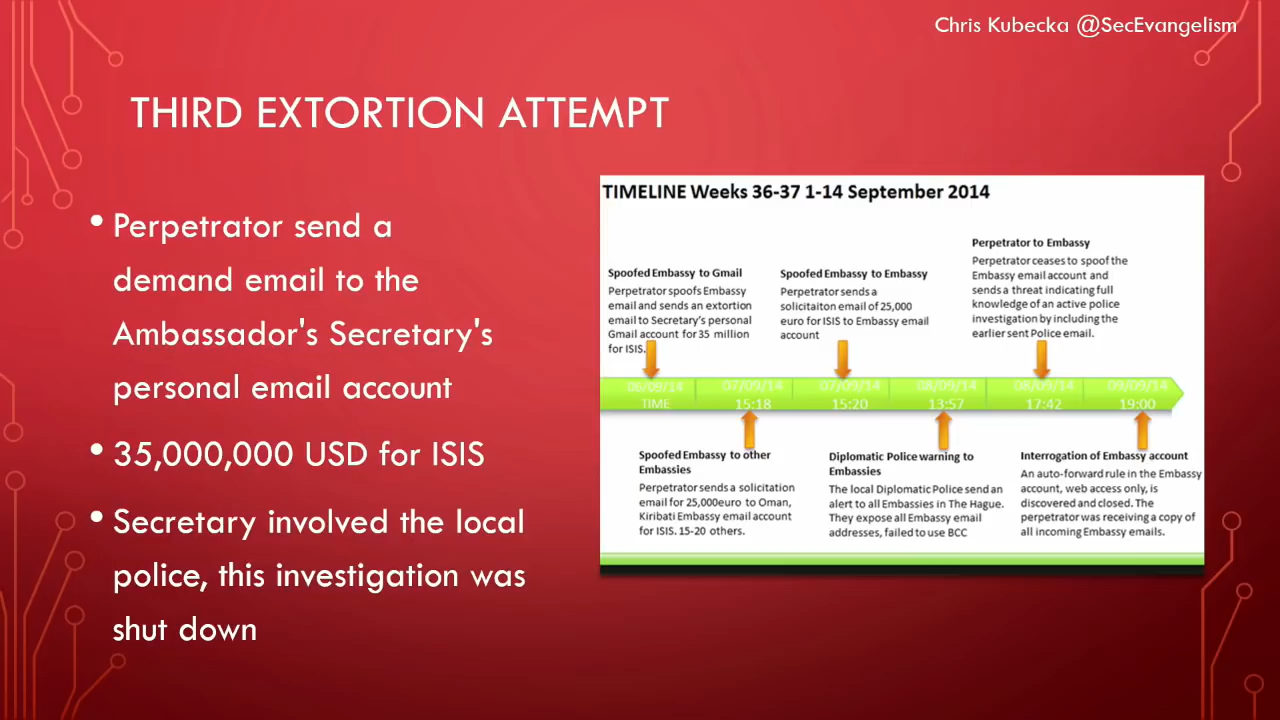 Chris Kubecka @SecEvangelism
THIRD EXTORTION ATTEMPT
• Perpetrator send a
demand email to the
Ambassador's Secretary's
personal email account
• 35,000,000 USD for ISIS
• Secretary involved the local
police, this investigation was
shut down
TIMELINE Weeks 36-37 1-14 September 2014
Spoofed Embassy to Gmail
Perpetrator spoofs Embassy
email and sends an extortion
email to Secretary's personal
Gmail account for 35 million
for ISIS.
Spoofed Embassy to Embassy
Perpetrator sends a
solicitaiton email of 25,000
euro for ISIS to Embassy email
account
Perpetrator to Embassy
Perpetrator ceases to spoof the
Embassy email account and
sends a threat indicating full
knowledge of an active police
investigation by including the
earlier sent Police email.
06/09/14
TIME
07/09/14
15:18
07/09/14
15:20
08/09/14
13:57
08/09/14
17:42
09/09/14
19:00
Spoofed Embassy to other
Embassies
Perpetrator sends a solicitation
email for 25,000euro to Oman,
Kiribati Embassy email account
for ISIS. 15-20 others.
Diplomatic Police warning to
Embassies
The local Diplomatic Police send an
alert to all Embassies in The Hague.
They expose all Embassy email
addresses, failed to use BCC
Interrogation of Embassy account
An auto-forward rule in the Embassy
account, web access only, is
discovered and closed. The
perpetrator was receiving a copy of
all incoming Embassy emails.